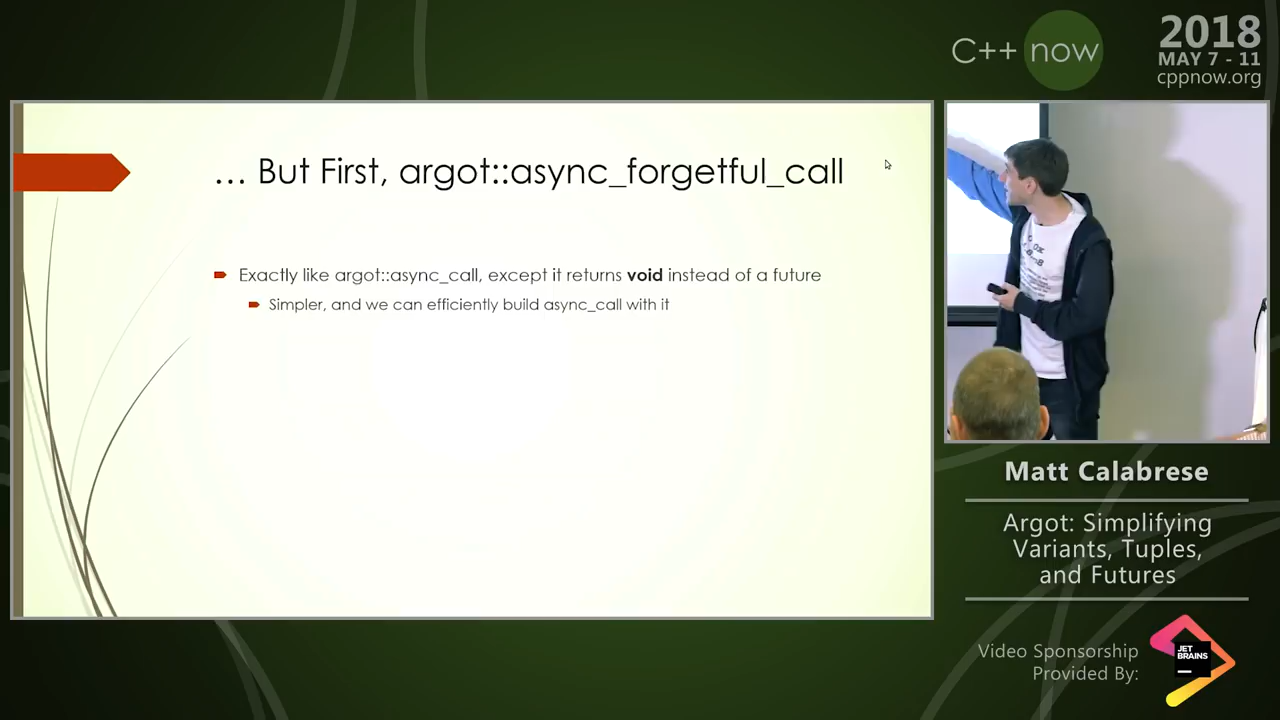 C++ now
2018
MAY 7 - 11
cppnow.org
... But First, argot::async_forgetful_call
Exactly like argot::async_call, except it returns void instead of a future
Simpler, and we can efficiently build async_call with it
Matt Calabrese
Argot: Simplifying
Variants, Tuples,
and Futures
Video Sponsorship
Provided By:
JET
BRAINS